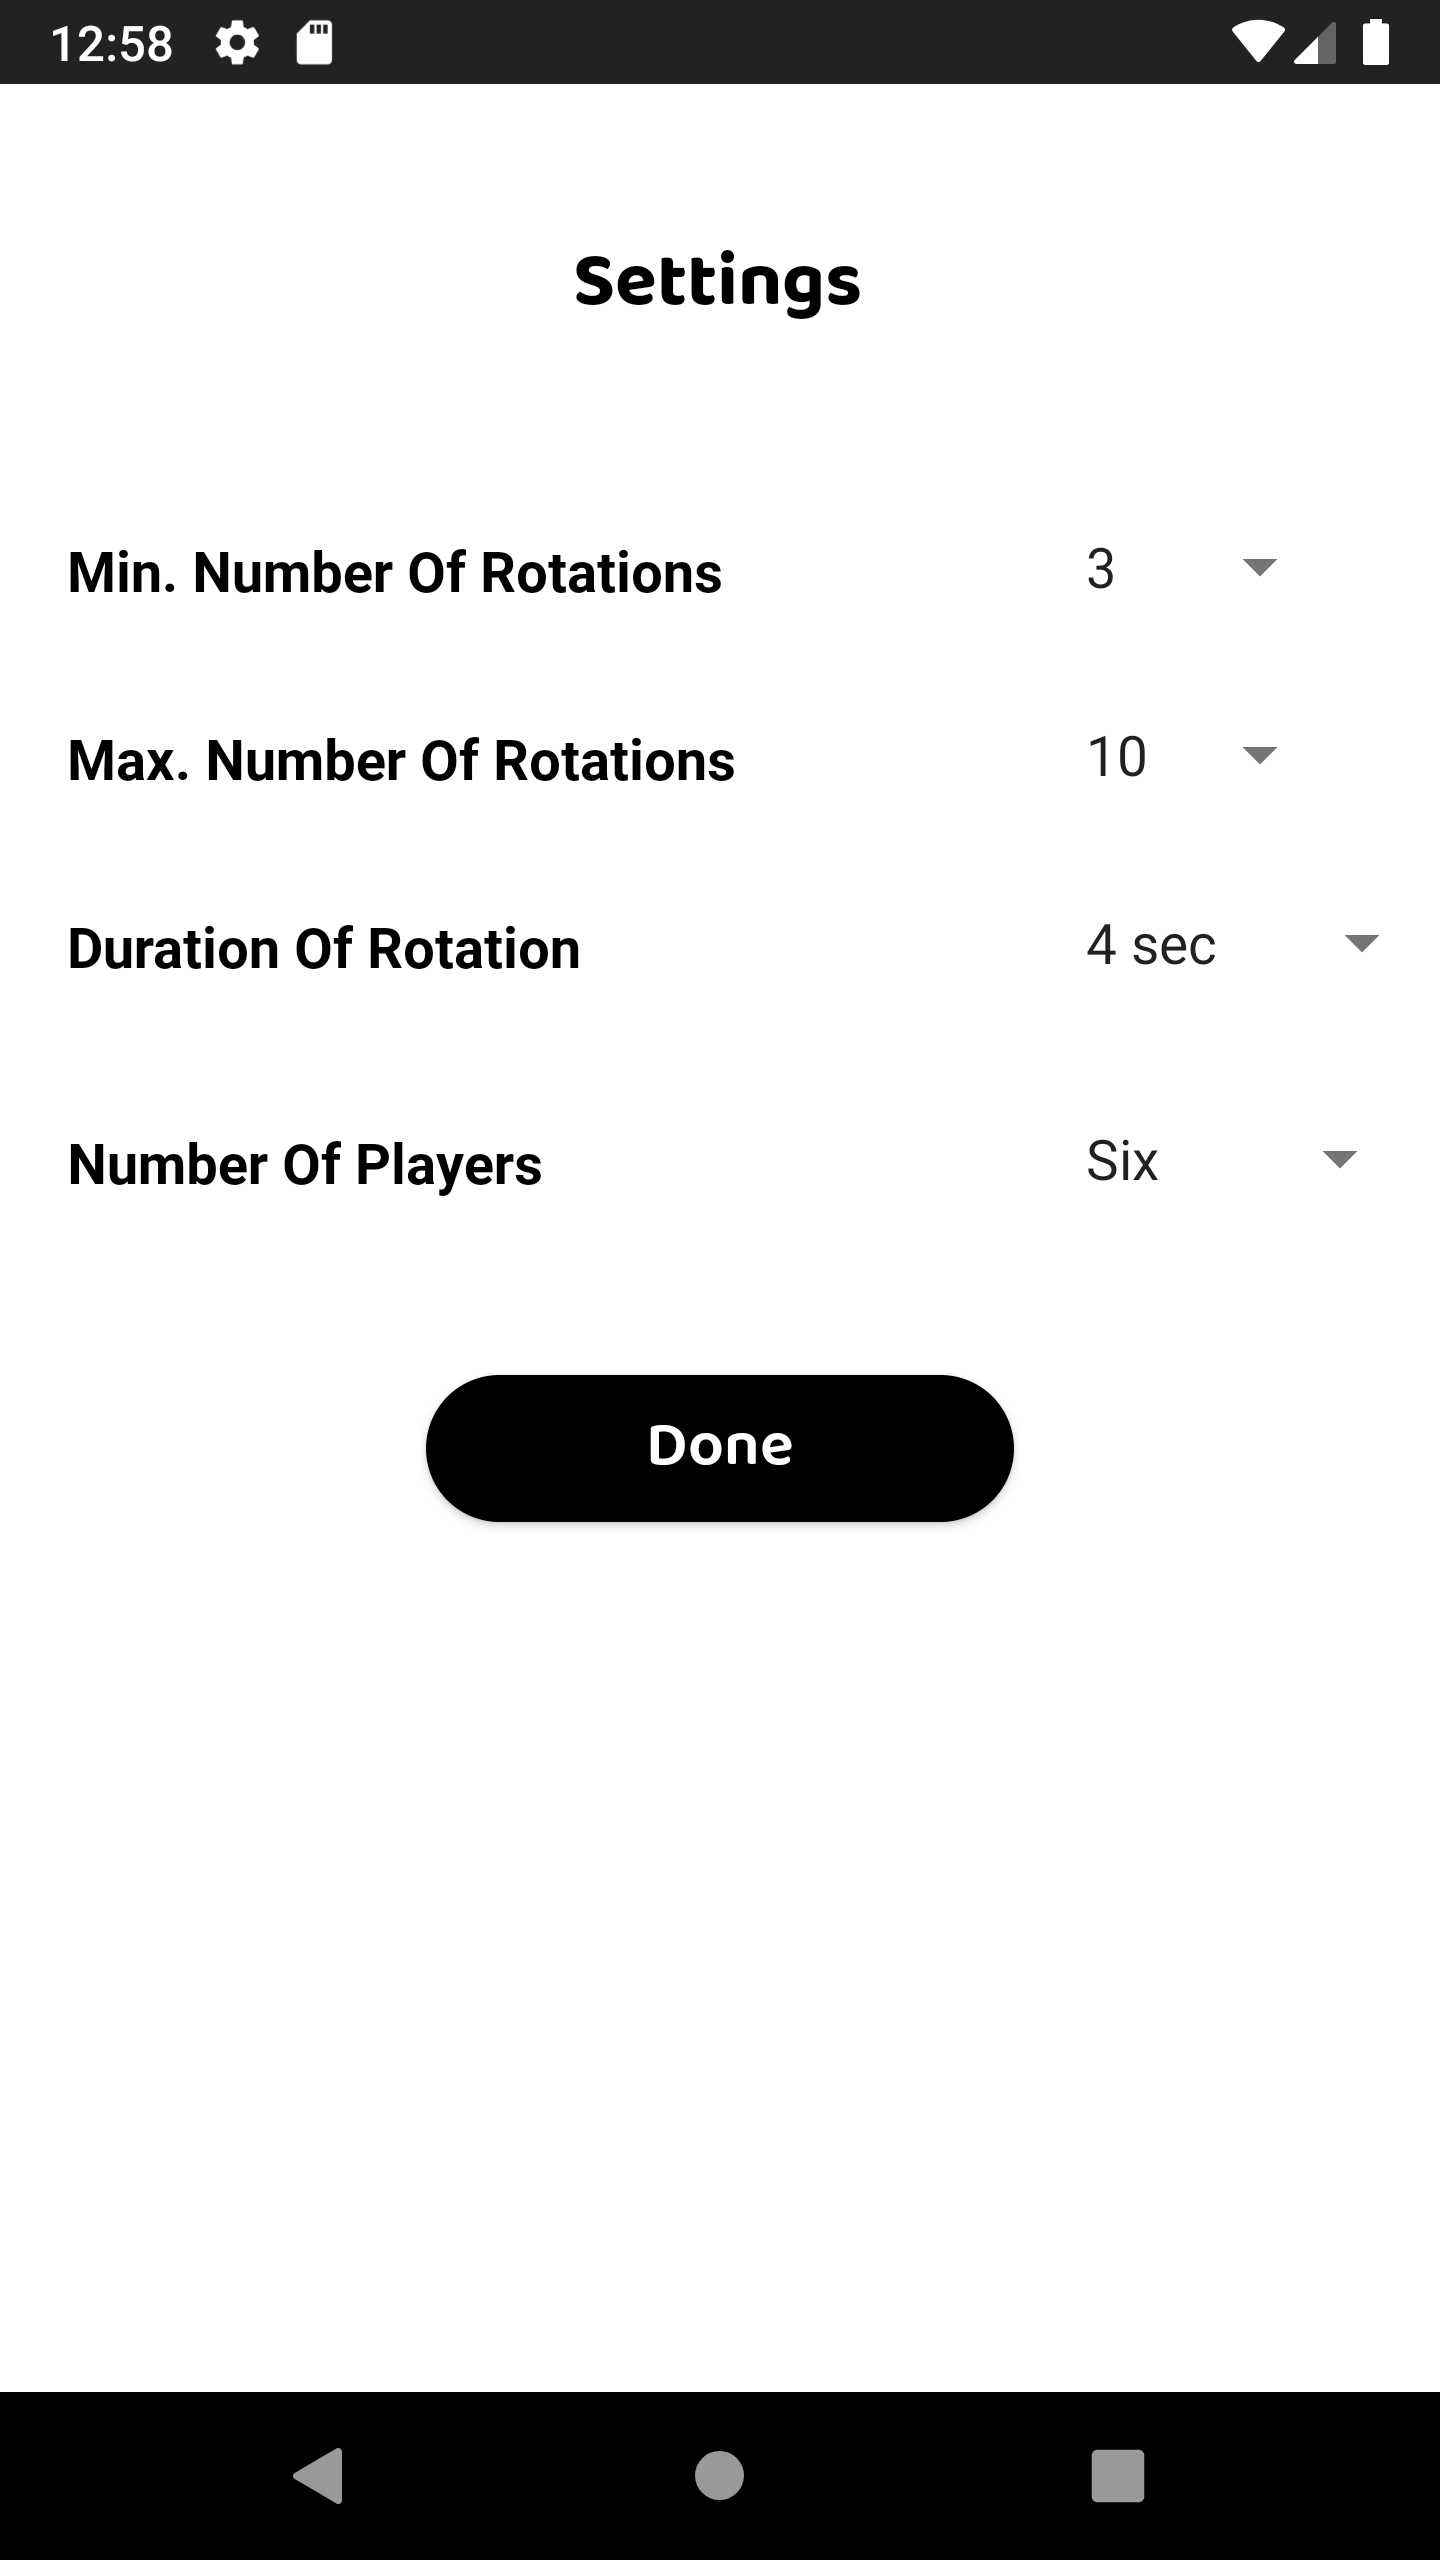 12:58
Settings
Min. Number Of Rotations 3
Max. Number Of Rotations 10
Duration Of Rotation 4 sec
Number Of Players Six
Done